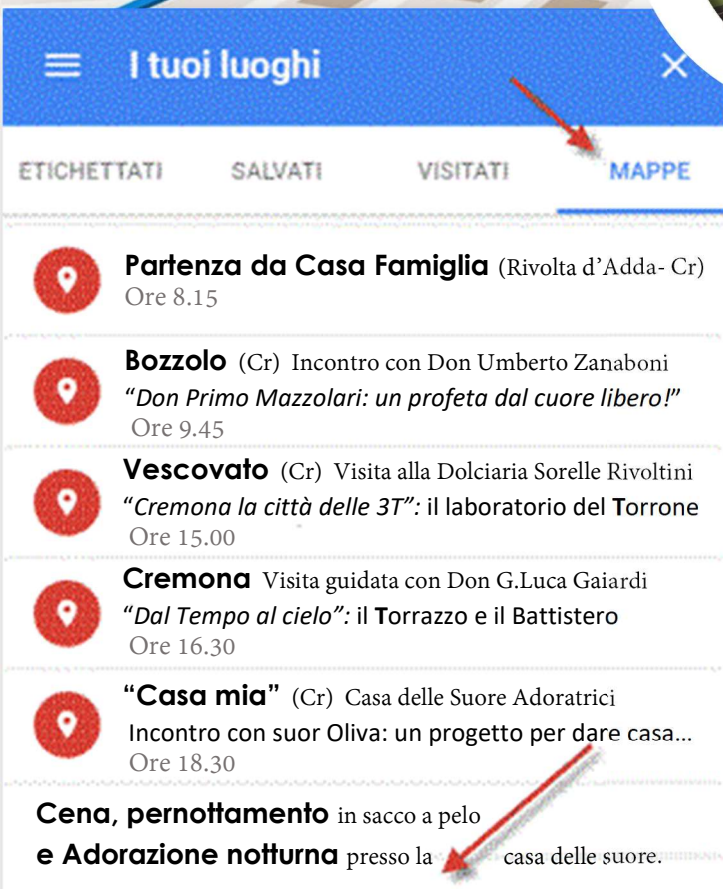 I tuoi luoghi
ETICHETTATI SALVATI VISITATI MAPPE
Partenza da Casa Famiglia (Rivolta d'Adda- Cr)
Ore 8.15
Bozzolo (Cr) Incontro con Don Umberto Zanaboni
"Don Primo Mazzolari: un profeta dal cuore libero!"
Ore 9.45
Vescovato (Cr) Visita alla Dolciaria Sorelle Rivoltini
"Cremona la città delle 3T": il laboratorio del Torrone
Ore 15.00
Cremona Visita guidata con Don G.Luca Gaiardi
"Dal Tempo al cielo": il Torrazzo e il Battistero
Ore 16.30
"Casa mia" (Cr) Casa delle Suore Adoratrici
Incontro con suor Oliva: un progetto per dare casa...
Ore 18.30
Cena, pernottamento in sacco a pelo
e Adorazione notturna presso la casa delle suore.